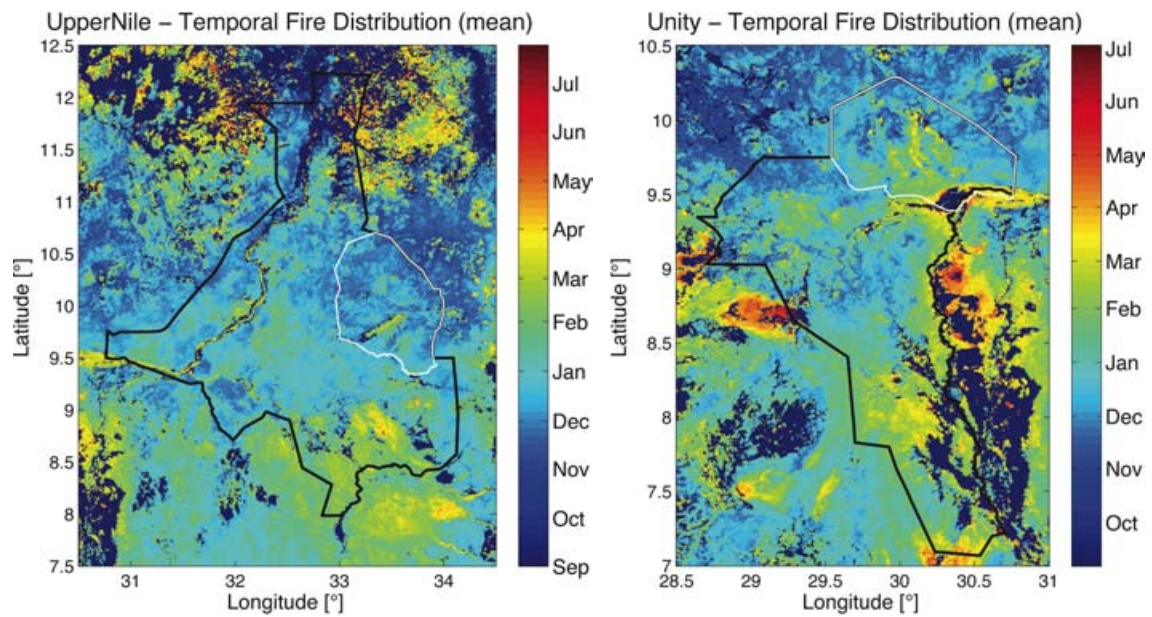 UpperNile − Temporal Fire Distribution (mean)
12.5
12
11.5
11
10.5
10
9.5
9
8.5
8
7.5
Latitude [°]
31
32
33
34
Longitude [°]
Jul
Jun
May
Apr
Mar
Feb
Jan
Dec
Nov
Oct
Sep
Unity − Temporal Fire Distribution (mean)
10.5
10
9.5
9
8.5
8
7.5
7
Latitude [°]
28.5
29
29.5
30
30.5
31
Longitude [°]
Jul
Jun
May
Apr
Mar
Feb
Jan
Dec
Nov
Oct